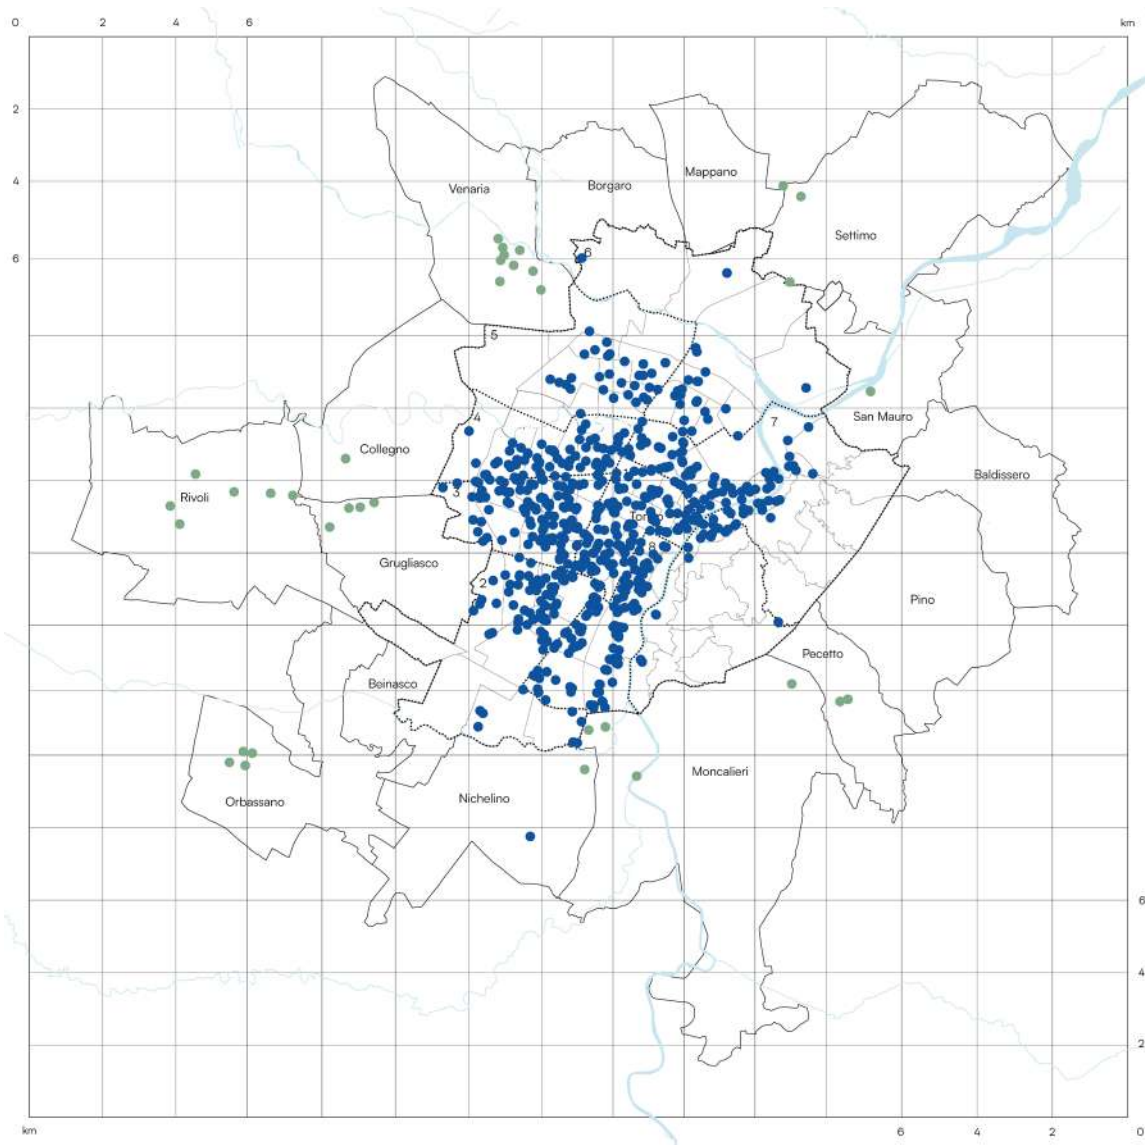 0 2 4 6 km
2
Mappano
4
Venaria
Borgaro
Settimo
6
6
5
4
7
San Mauro
Collegno
Baldissero
3
Rivoli
8
Grugliasco
2
Pino
Pecetto
Beinasco
Moncalieri
Nichelino
Orbassano
6
4
2
km 6 4 2 0